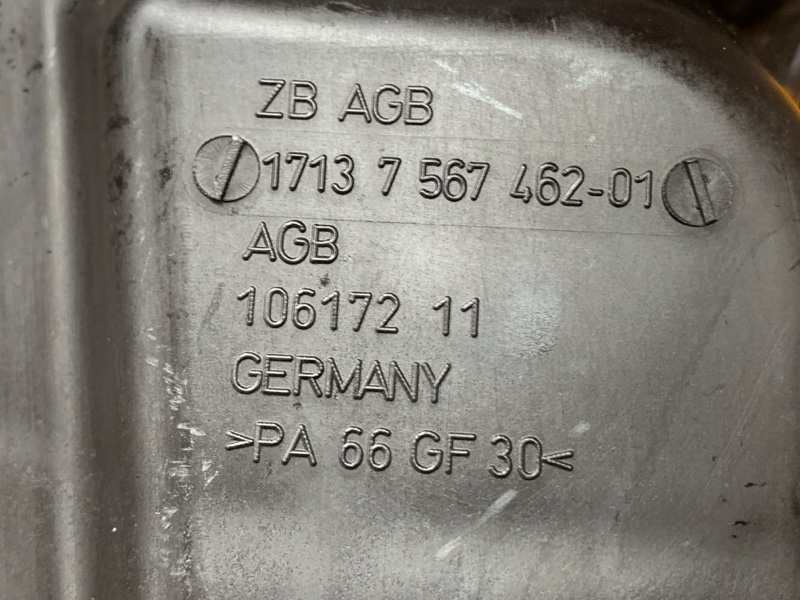 ZB AGB
1713 7 567 462-01
AGB
106172 11
GERMANY
>PA 66 GF 30<